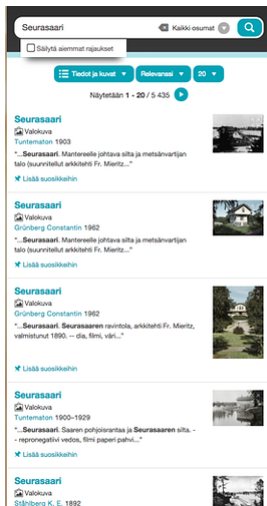 Seurasaari
Kaikki osumat
Säilytä aiemmat rajaukset
Tiedot ja kuvat
Relevanssi
20
Näytetään 1 - 20 / 5 435
Seurasaari
Valokuva
Tuntematon 1903
"...Seurasaari. Mantereelle johtava silta ja metsänvartijan
talo (suunnitellut arkkitehti Fr. Mieritz..."
Lisää suosikkeihin
Seurasaari
Valokuva
Grünberg Constantin 1962
"...Seurasaari. Mantereelle johtava silta ja metsänvartijan
talo (suunnitellut arkkitehti Fr. Mieritz..."
Lisää suosikkeihin
Seurasaari
Valokuva
Grünberg Constantin 1962
"...Seurasaari. Seurasaaren ravintola, arkkitehti Fr. Mieritz,
valmistunut 1890. -- dia, filmi, väri..."
Lisää suosikkeihin
Seurasaari
Valokuva
Tuntematon 1900–1929
"...Seurasaari. Saaren pohjoisrantaa ja Seurasaaren silta. -
- repronegatiivi vedos, filmi paperi pahvi..."
Lisää suosikkeihin
Seurasaari
Valokuva
Ståhlberg K. E. 1892